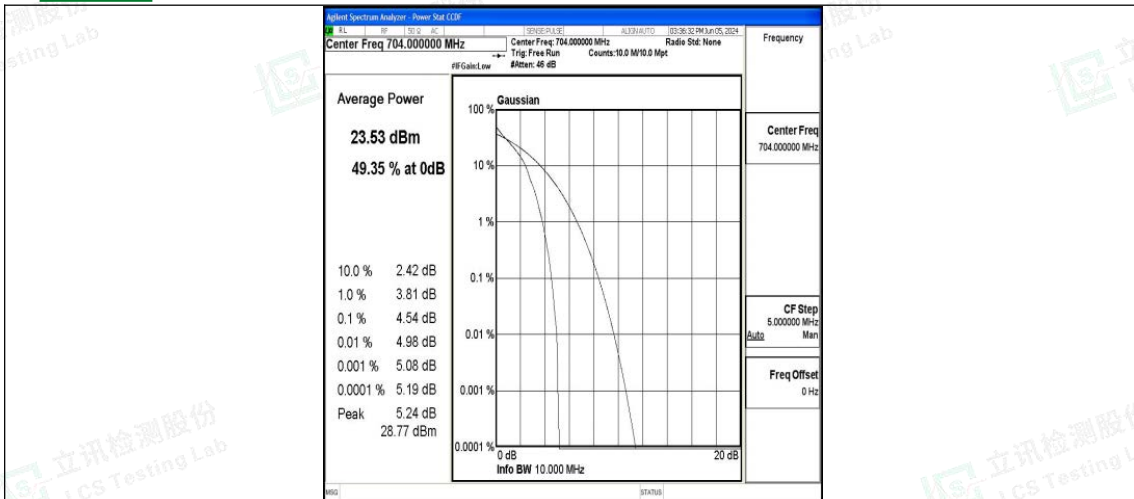 Agilent Spectrum Analyzer - Power Stat CCDF
RL RF 50 Ω AC SENSE:PULSE ALIGN AUTO 03:36:32 PM Jun 05, 2024
Center Freq 704.000000 MHz
Center Freq: 704.000000 MHz Radio Std: None
Trig: Free Run Counts:10.0 M/10.0 Mpt
#IFGain:Low #Atten: 46 dB
Frequency
Average Power
23.53 dBm
49.35 % at 0dB
10.0 % 2.42 dB
1.0 % 3.81 dB
0.1 % 4.54 dB
0.01 % 4.98 dB
0.001 % 5.08 dB
0.0001 % 5.19 dB
Peak 5.24 dB
28.77 dBm
Gaussian
100 %
10 %
1 %
0.1 %
0.01 %
0.001 %
0.0001 %
0 dB 20 dB
Info BW 10.000 MHz
Center Freq
704.000000 MHz
CF Step
5.000000 MHz
Auto Man
Freq Offset
0 Hz
MSG STATUS
立讯检测股份
LCS Testing Lab